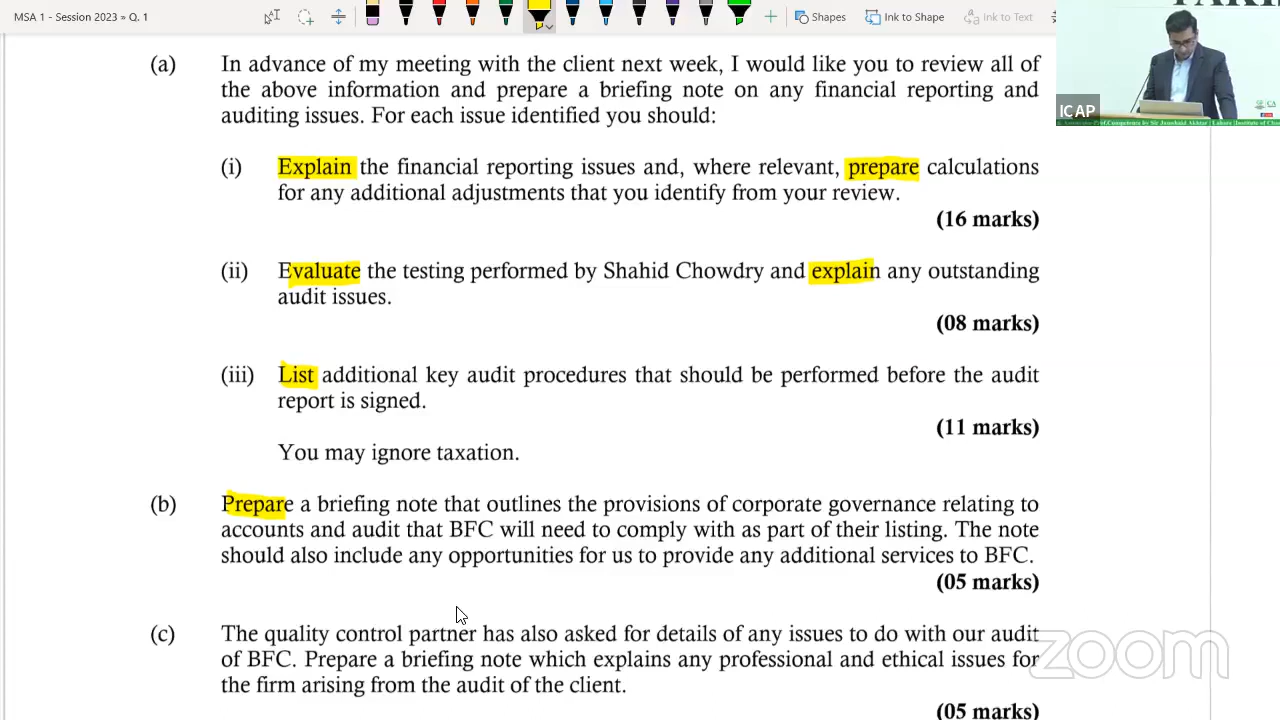 MSA 1 - Session 2023 » Q. 1
Shapes
Ink to Shape
Ink to Text
(a) In advance of my meeting with the client next week, I would like you to review all of
the above information and prepare a briefing note on any financial reporting and
auditing issues. For each issue identified you should:
ICAP
(i) Explain the financial reporting issues and, where relevant, prepare calculations
for any additional adjustments that you identify from your review.
(16 marks)
(ii) Evaluate the testing performed by Shahid Chowdry and explain any outstanding
audit issues.
(08 marks)
(iii) List additional key audit procedures that should be performed before the audit
report is signed.
(11 marks)
You may ignore taxation.
(b) Prepare a briefing note that outlines the provisions of corporate governance relating to
accounts and audit that BFC will need to comply with as part of their listing. The note
should also include any opportunities for us to provide any additional services to BFC.
(05 marks)
(c) The quality control partner has also asked for details of any issues to do with our audit
of BFC. Prepare a briefing note which explains any professional and ethical issues for
the firm arising from the audit of the client.
zoom
(05 marks)